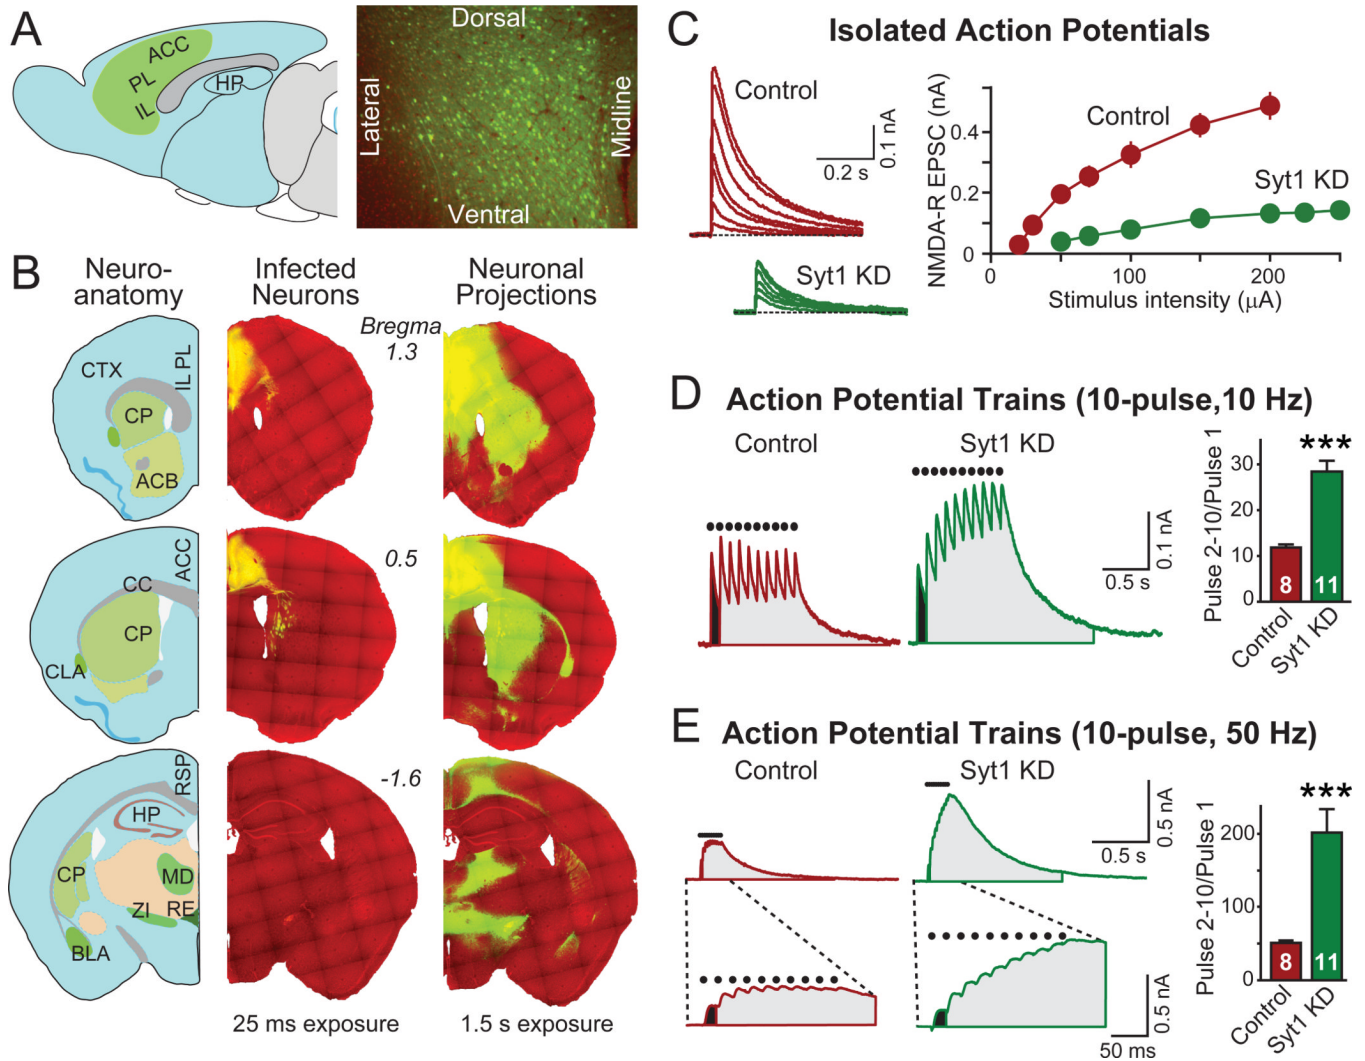 A
ACC
PL
IL
HP
Dorsal
Lateral
Midline
Ventral
B
Neuro-
anatomy
Infected
Neurons
Neuronal
Projections
Bregma
1.3
CTX
IL PL
CP
ACB
0.5
ACC
CC
CP
CLA
-1.6
RSP
HP
CP
MD
ZI
RE
BLA
25 ms exposure
1.5 s exposure
C
Isolated Action Potentials
Control
0.1 nA
0.2 s
Syt1 KD
NMDA-R EPSC (nA)
0.4
0.2
0
0
100
200
Stimulus intensity (µA)
Control
Syt1 KD
D
Action Potential Trains (10-pulse,10 Hz)
Control
Syt1 KD
0.1 nA
0.5 s
Pulse 2-10/Pulse 1
30
20
10
0
***
8
11
Control
Syt1 KD
E
Action Potential Trains (10-pulse, 50 Hz)
Control
Syt1 KD
0.5 nA
0.5 s
0.5 nA
50 ms
Pulse 2-10/Pulse 1
200
100
0
***
8
11
Control
Syt1 KD